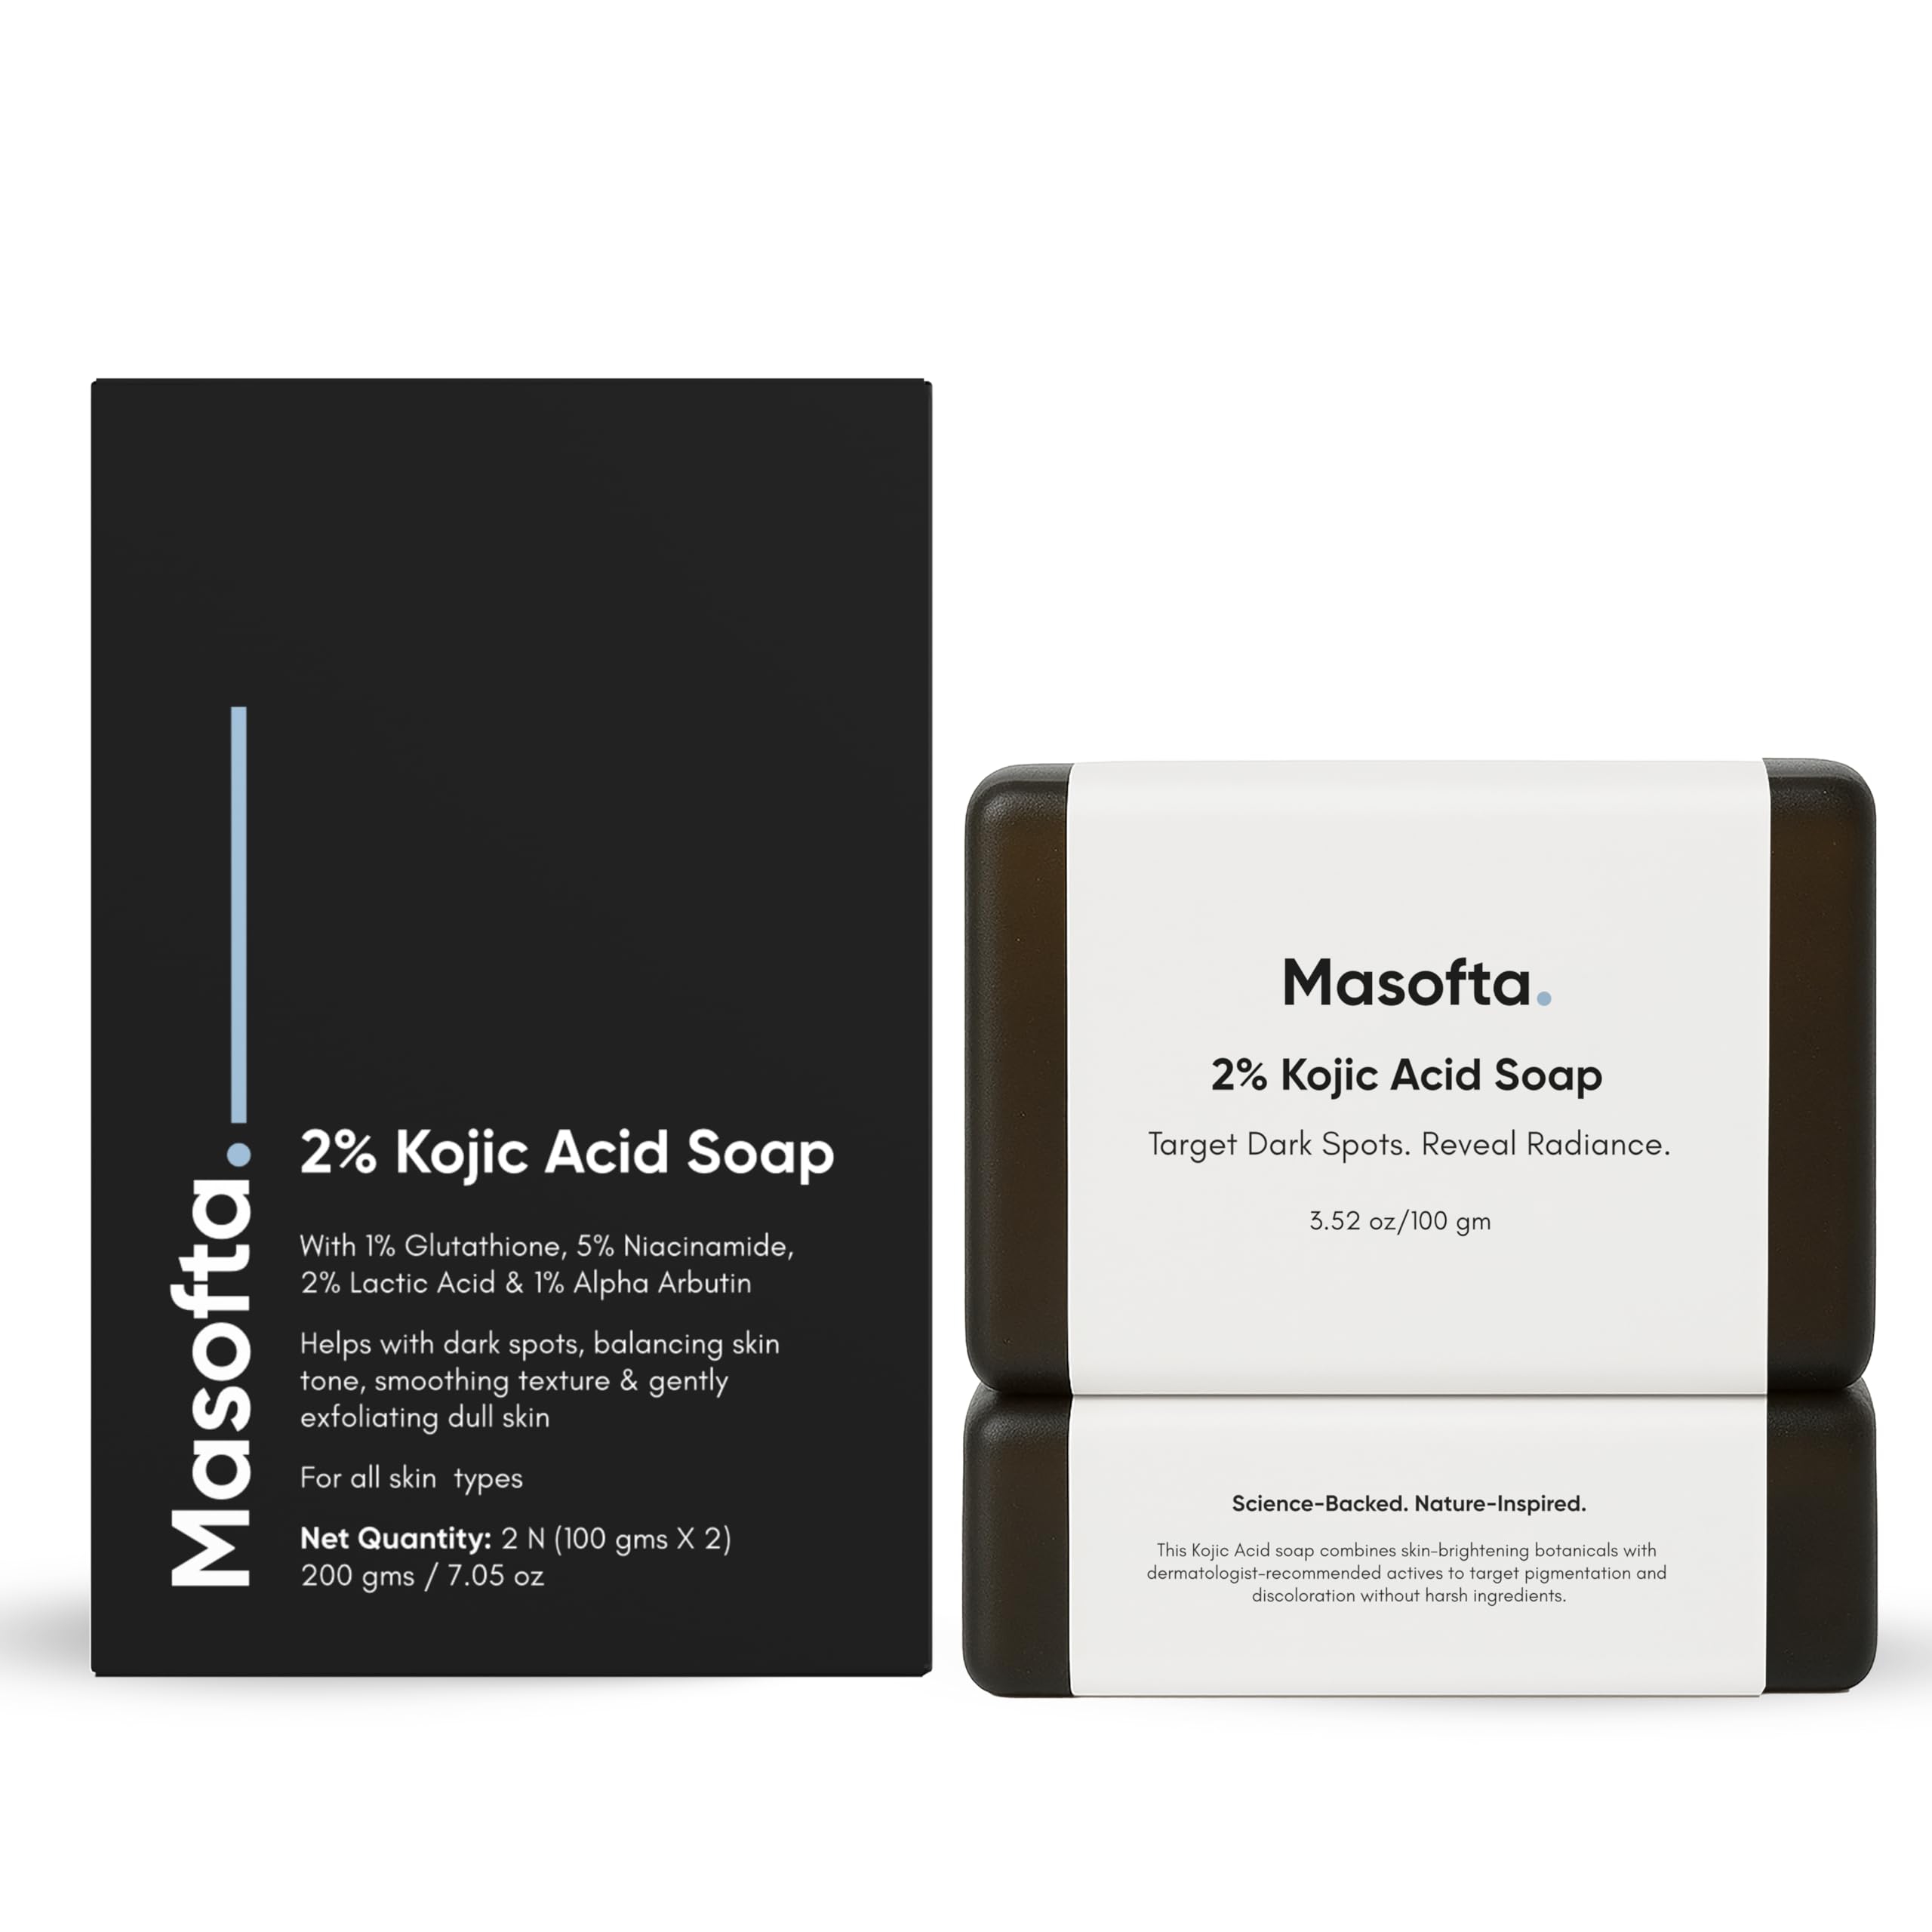 Masofta.
2% Kojic Acid Soap
With 1% Glutathione, 5% Niacinamide,
2% Lactic Acid & 1% Alpha Arbutin
Helps with dark spots, balancing skin
tone, smoothing texture & gently
exfoliating dull skin
For all skin  types
Net Quantity: 2 N (100 gms X 2)
200 gms / 7.05 oz
Masofta.
2% Kojic Acid Soap
Target Dark Spots. Reveal Radiance.
3.52 oz/100 gm
Science-Backed. Nature-Inspired.
This Kojic Acid soap combines skin-brightening botanicals with
dermatologist-recommended actives to target pigmentation and
discoloration without harsh ingredients.